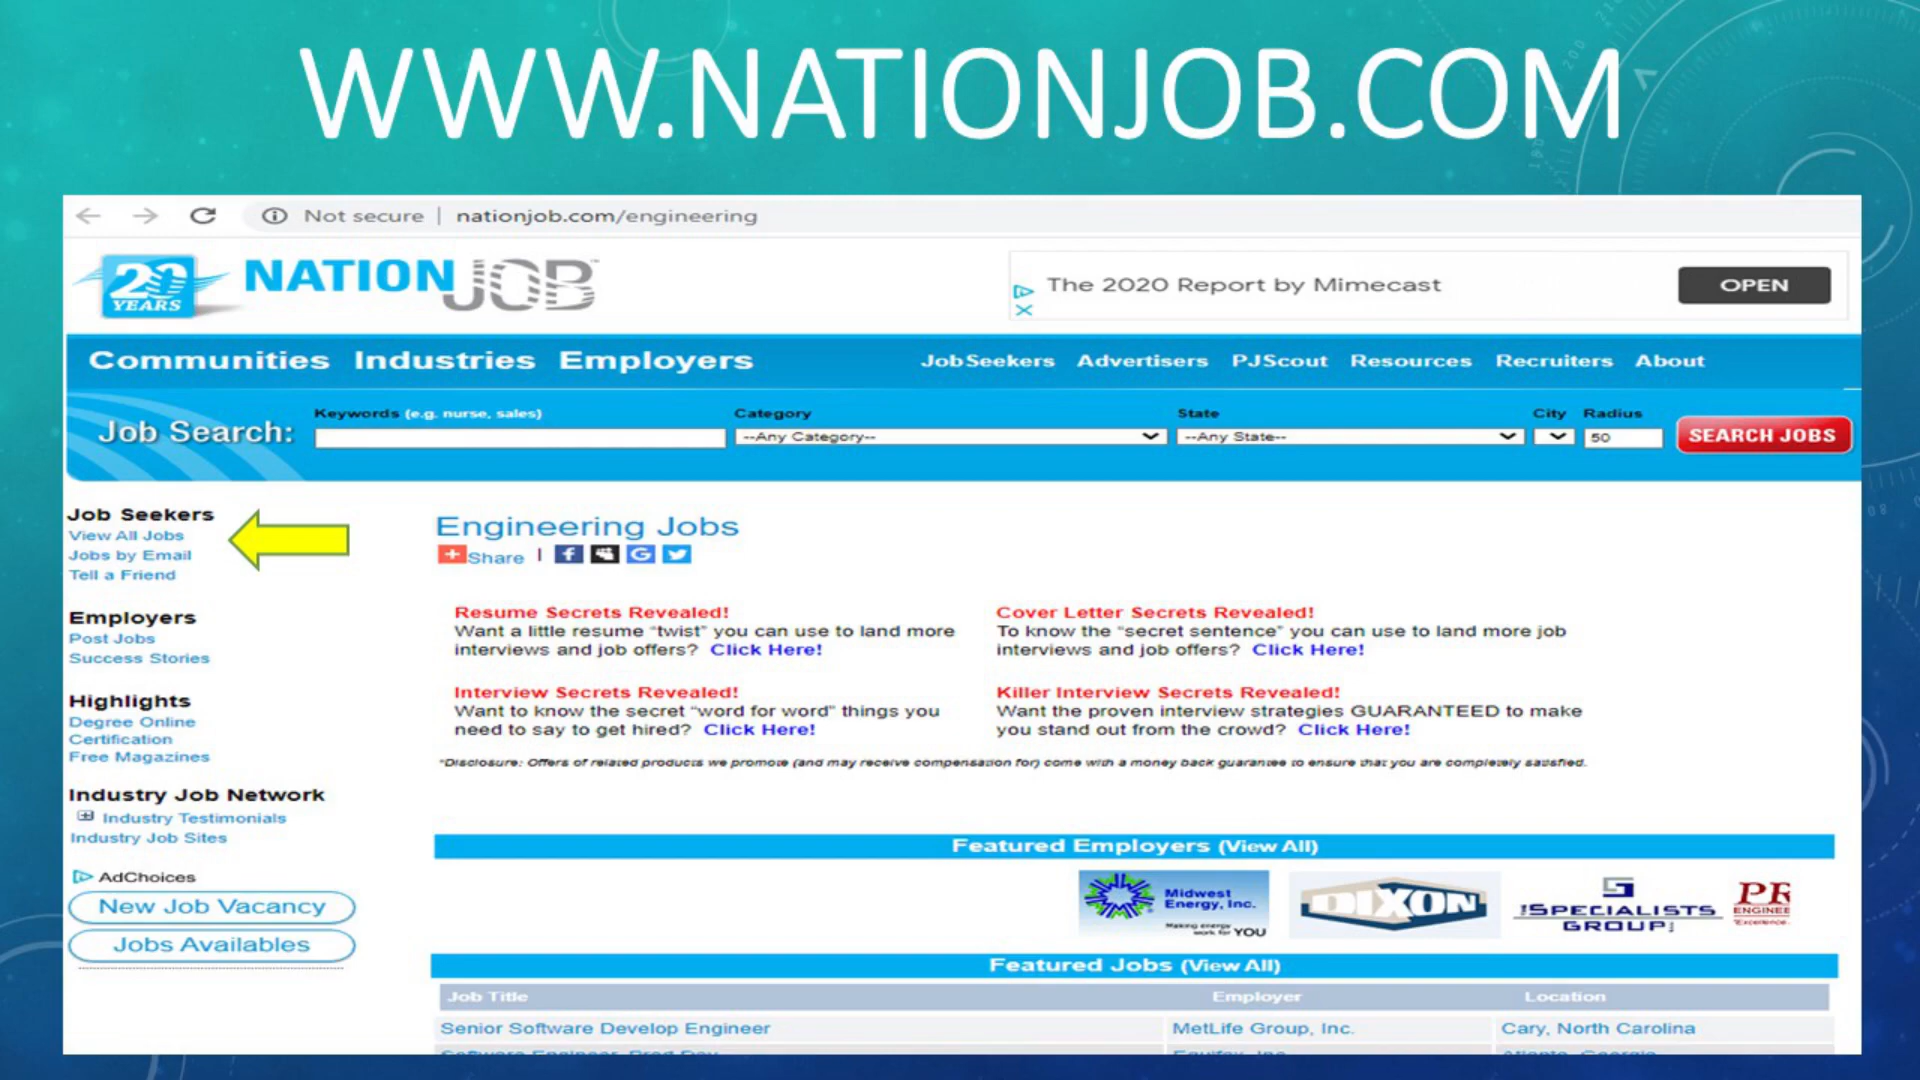 WWW.NATIONJOB.COM
Not secure | nationjob.com/engineering
20 YEARS
NATIONJOB™
The 2020 Report by Mimecast
OPEN
Communities Industries Employers
JobSeekers Advertisers PJScout Resources Recruiters About
Job Search:
Keywords (e.g. nurse, sales)
Category
State
City
Radius
--Any Category--
--Any State--
50
SEARCH JOBS
Job Seekers
View All Jobs
Jobs by Email
Tell a Friend
Employers
Post Jobs
Success Stories
Highlights
Degree Online
Certification
Free Magazines
Industry Job Network
Industry Testimonials
Industry Job Sites
AdChoices
New Job Vacancy
Jobs Availables
Engineering Jobs
Share |
Resume Secrets Revealed!
Want a little resume "twist" you can use to land more
interviews and job offers? Click Here!
Cover Letter Secrets Revealed!
To know the "secret sentence" you can use to land more job
interviews and job offers? Click Here!
Interview Secrets Revealed!
Want to know the secret "word for word" things you
need to say to get hired? Click Here!
Killer Interview Secrets Revealed!
Want the proven interview strategies GUARANTEED to make
you stand out from the crowd? Click Here!
*Disclosure: Offers of related products we promote (and may receive compensation for) come with a money back guarantee to ensure that you are completely satisfied.
Featured Employers (View All)
Midwest
Energy, Inc.
Making energy
work for YOU
DIXON
SPECIALISTS
GROUP
PR
ENGINEE
Featured Jobs (View All)
Job Title
Employer
Location
Senior Software Develop Engineer
MetLife Group, Inc.
Cary, North Carolina